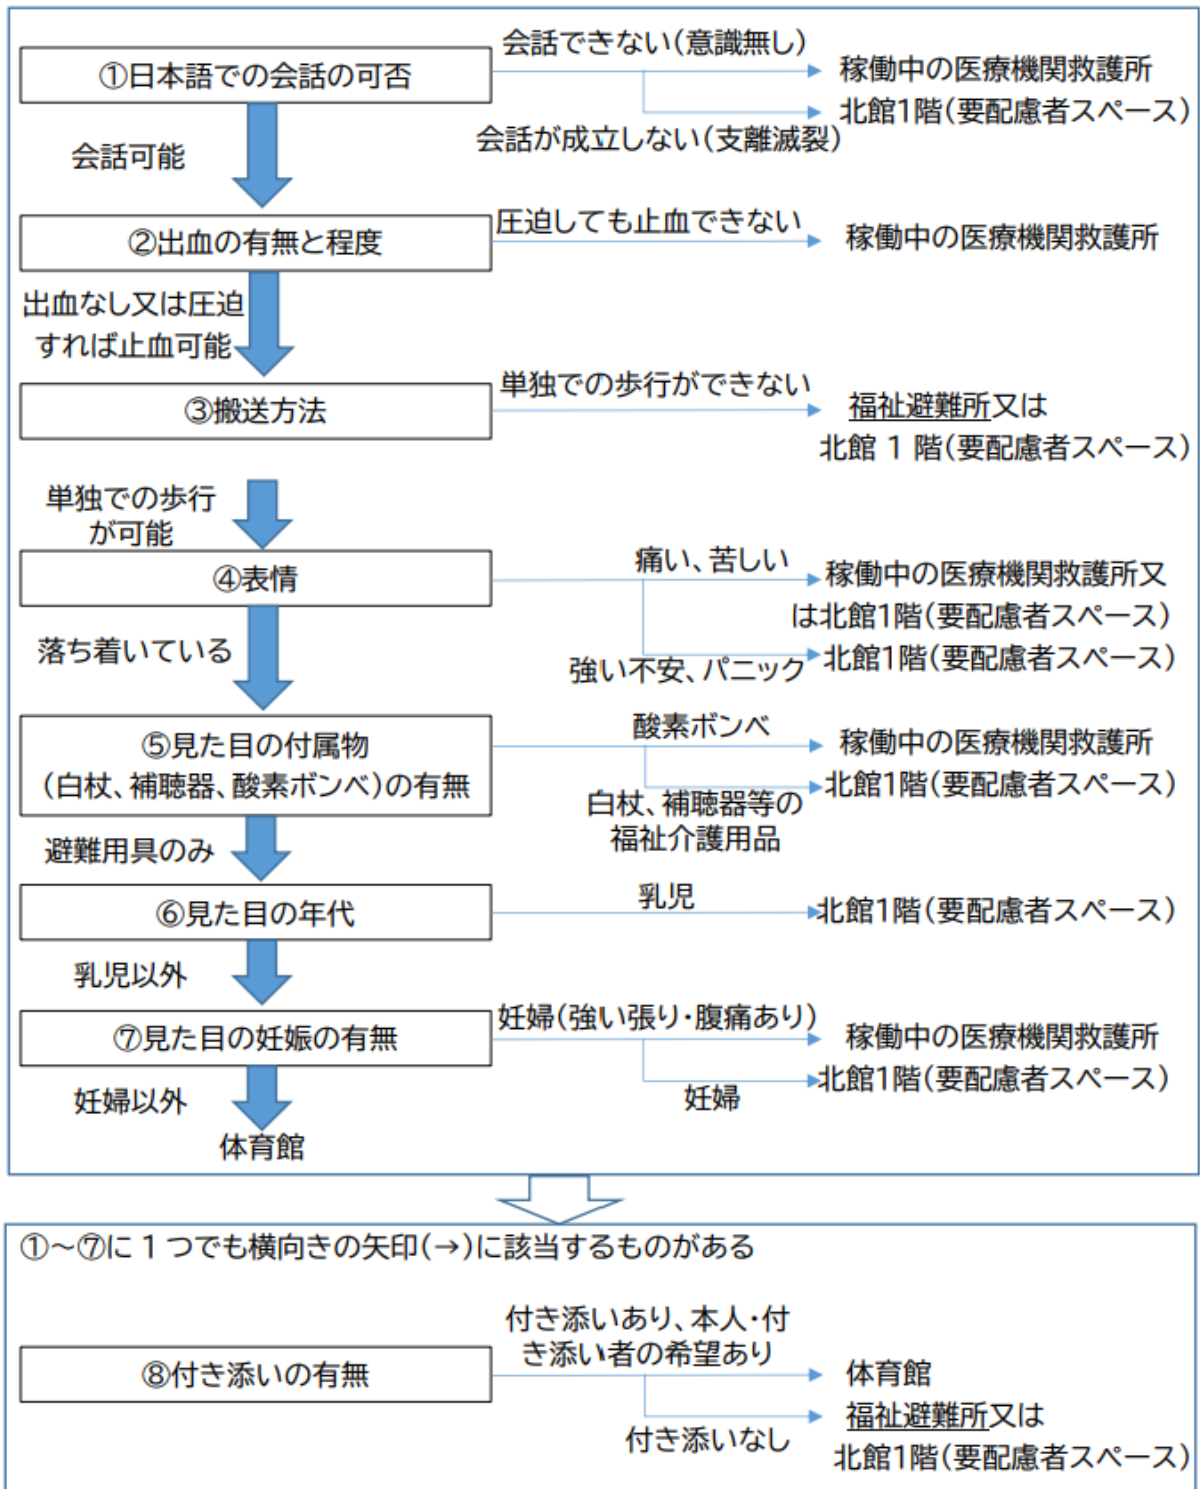 会話できない(意識無し)
①日本語での会話の可否
稼働中の医療機関救護所
北館1階(要配慮者スペース)
会話が成立しない(支離滅裂)
会話可能
②出血の有無と程度
圧迫しても止血できない
稼働中の医療機関救護所
出血なし又は圧迫
すれば止血可能
③搬送方法
単独での歩行ができない
福祉避難所又は
北館 1 階(要配慮者スペース)
単独での歩行
が可能
④表情
痛い、苦しい
稼働中の医療機関救護所又
は北館1階(要配慮者スペース)
強い不安、パニック
北館1階(要配慮者スペース)
落ち着いている
⑤見た目の付属物
(白杖、補聴器、酸素ボンベ)の有無
酸素ボンベ
稼働中の医療機関救護所
北館1階(要配慮者スペース)
白杖、補聴器等の
福祉介護用品
避難用具のみ
⑥見た目の年代
乳児
北館1階(要配慮者スペース)
乳児以外
⑦見た目の妊娠の有無
妊婦(強い張り・腹痛あり)
稼働中の医療機関救護所
北館1階(要配慮者スペース)
妊婦
妊婦以外
体育館
①～⑦に 1 つでも横向きの矢印(→)に該当するものがある
⑧付き添いの有無
付き添いあり、本人・付
き添い者の希望あり
体育館
福祉避難所又は
北館1階(要配慮者スペース)
付き添いなし